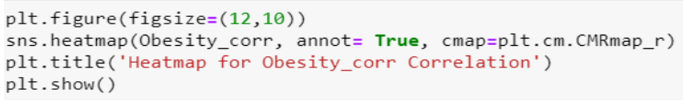 plt.figure(figsize=(12,10))
sns.heatmap(Obesity_corr, annot= True, cmap=plt.cm.CMRmap_r)
plt.title('Heatmap for Obesity_corr Correlation')
plt.show()